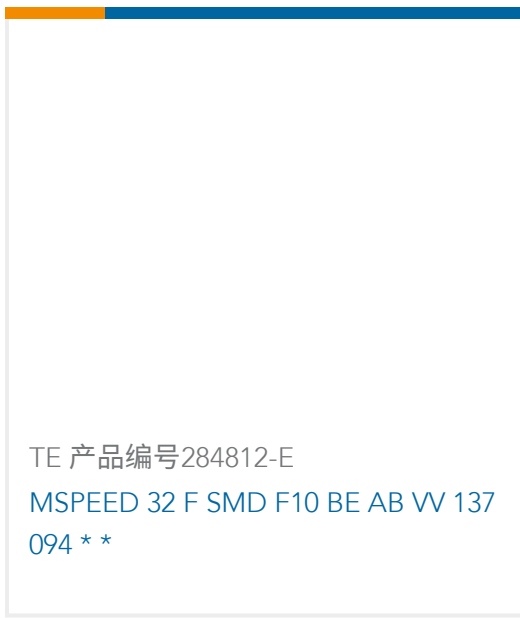 TE 产品编号284812-E
MSPEED 32 F SMD F10 BE AB VV 137
094 * *